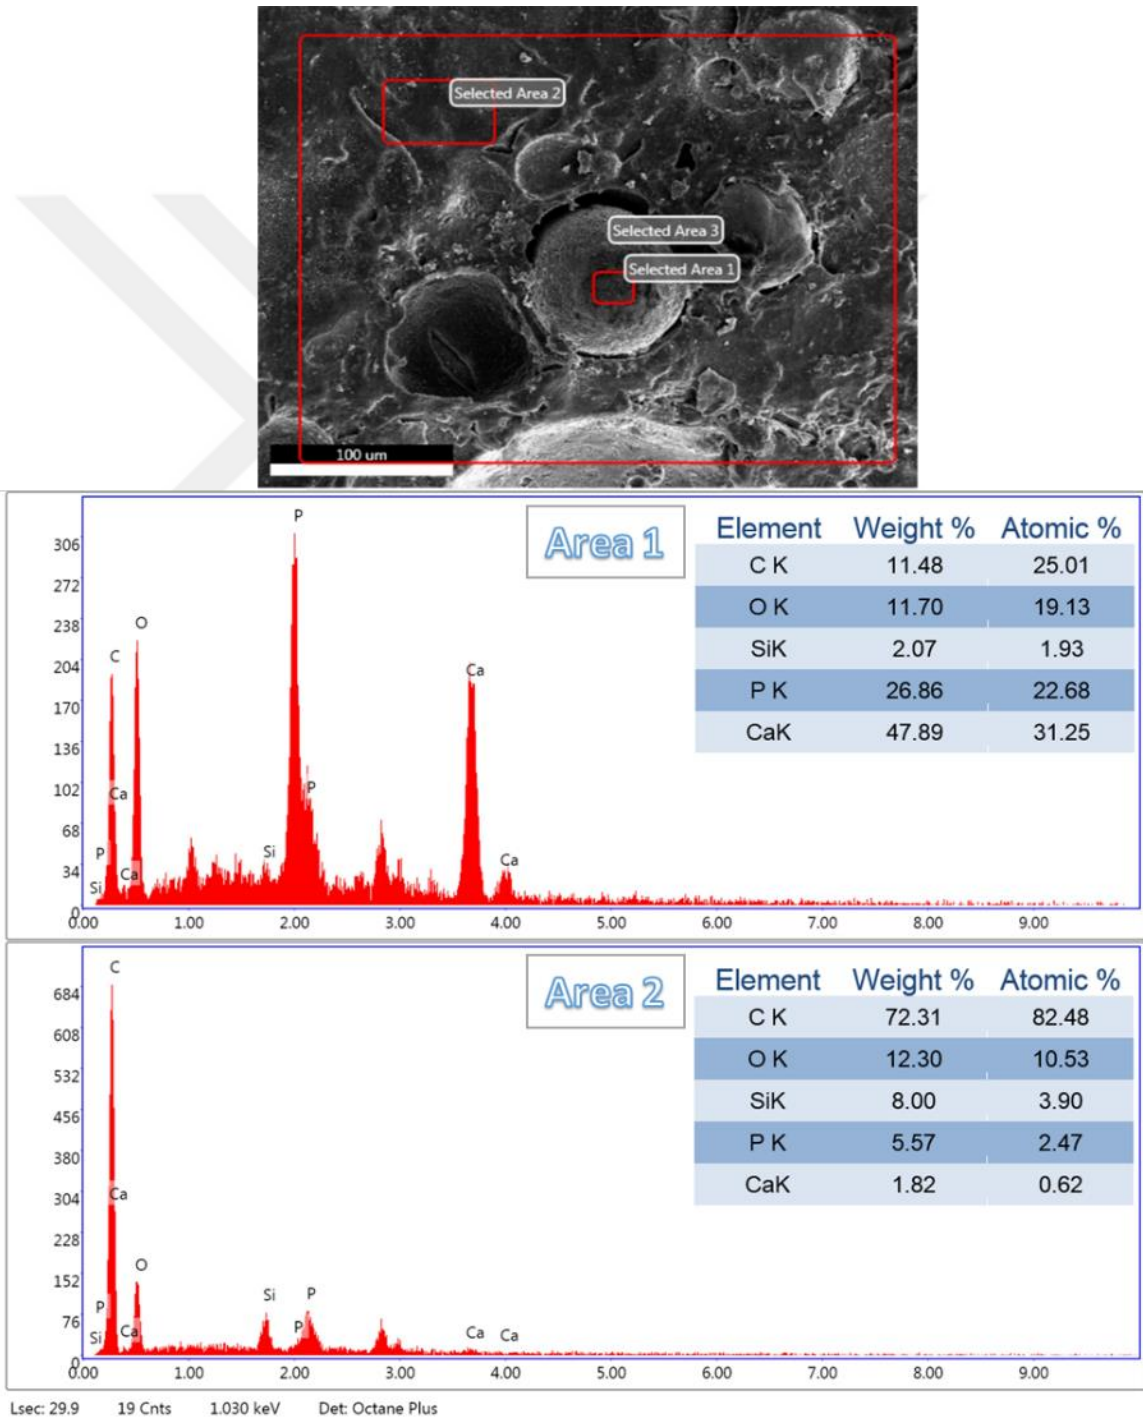 Selected Area 2
Selected Area 3
Selected Area 1
100 um
Area 1
Element Weight % Atomic %
C K 11.48 25.01
O K 11.70 19.13
SiK 2.07 1.93
P K 26.86 22.68
CaK 47.89 31.25
306
272
238
204
170
136
102
68
34
0
P
O
C
Ca
Ca
P
P
Si
Ca
Si
Ca
0.00 1.00 2.00 3.00 4.00 5.00 6.00 7.00 8.00 9.00
Area 2
Element Weight % Atomic %
C K 72.31 82.48
O K 12.30 10.53
SiK 8.00 3.90
P K 5.57 2.47
CaK 1.82 0.62
684
608
532
456
380
304
228
152
76
0
C
Ca
O
P
Si
P
P
Si
Ca
Ca
Ca
0.00 1.00 2.00 3.00 4.00 5.00 6.00 7.00 8.00 9.00
Lsec: 29.9 19 Cnts 1.030 keV Det: Octane Plus